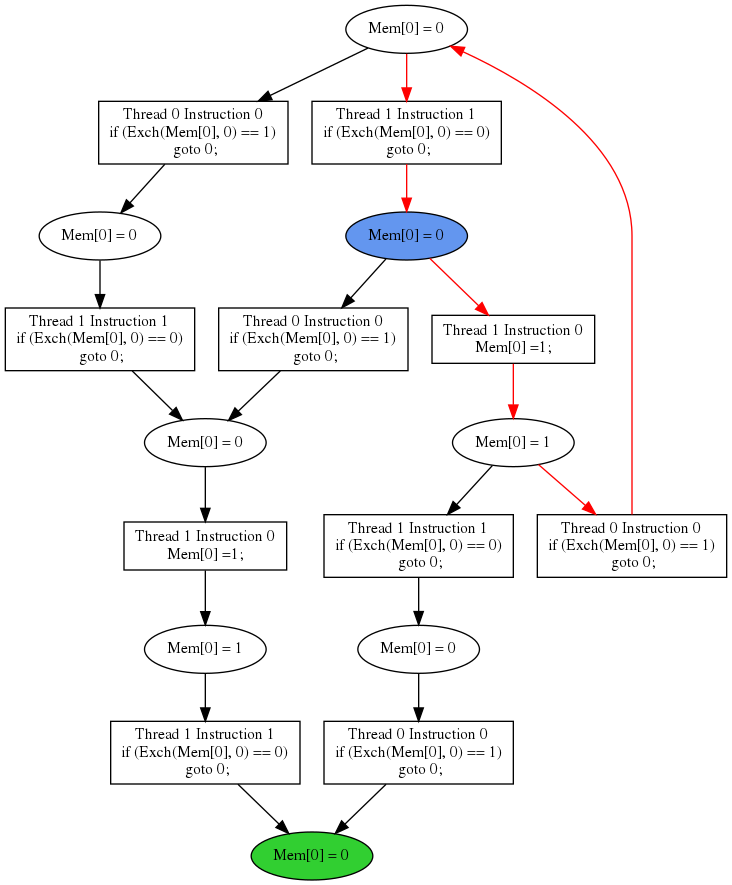 Mem[0] = 0
Thread 0 Instruction 0
if (Exch(Mem[0], 0) == 1)
goto 0;
Thread 1 Instruction 1
if (Exch(Mem[0], 0) == 0)
goto 0;
Mem[0] = 0
Mem[0] = 0
Thread 1 Instruction 1
if (Exch(Mem[0], 0) == 0)
goto 0;
Thread 0 Instruction 0
if (Exch(Mem[0], 0) == 1)
goto 0;
Thread 1 Instruction 0
Mem[0] =1;
Mem[0] = 0
Mem[0] = 1
Thread 1 Instruction 0
Mem[0] =1;
Thread 1 Instruction 1
if (Exch(Mem[0], 0) == 0)
goto 0;
Thread 0 Instruction 0
if (Exch(Mem[0], 0) == 1)
goto 0;
Mem[0] = 1
Mem[0] = 0
Thread 1 Instruction 1
if (Exch(Mem[0], 0) == 0)
goto 0;
Thread 0 Instruction 0
if (Exch(Mem[0], 0) == 1)
goto 0;
Mem[0] = 0